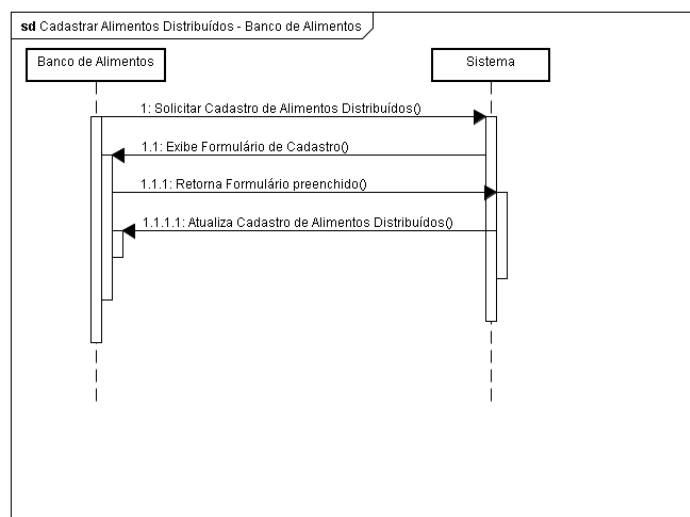 sd Cadastrar Alimentos Distribuídos - Banco de Alimentos
Banco de Alimentos
Sistema
1: Solicitar Cadastro de Alimentos Distribuídos()
1.1: Exibe Formulário de Cadastro()
1.1.1: Retorna Formulário preenchido()
1.1.1.1: Atualiza Cadastro de Alimentos Distribuídos()